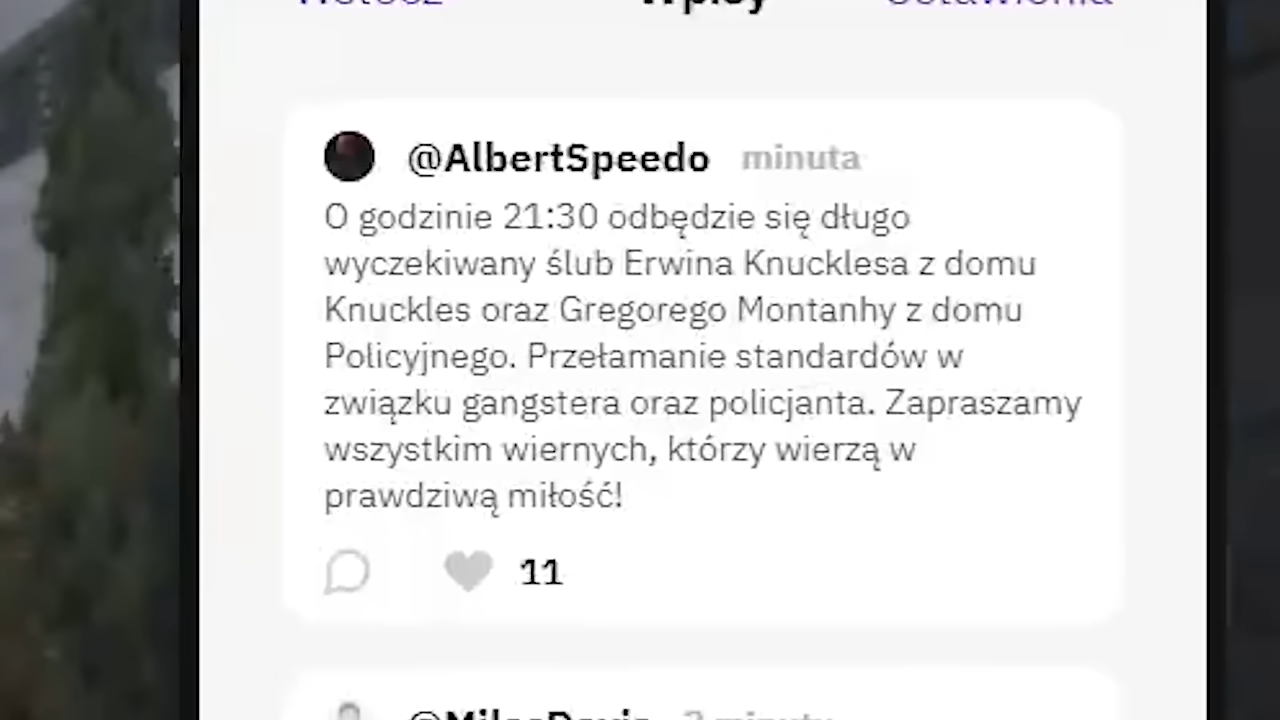 @AlbertSpeedo minuta
O godzinie 21:30 odbędzie się długo
wyczekiwany ślub Erwina Knucklesa z domu
Knuckles oraz Gregorego Montanhy z domu
Policyjnego. Przełamanie standardów w
związku gangstera oraz policjanta. Zapraszamy
wszystkim wiernych, którzy wierzą w
prawdziwą miłość!
11